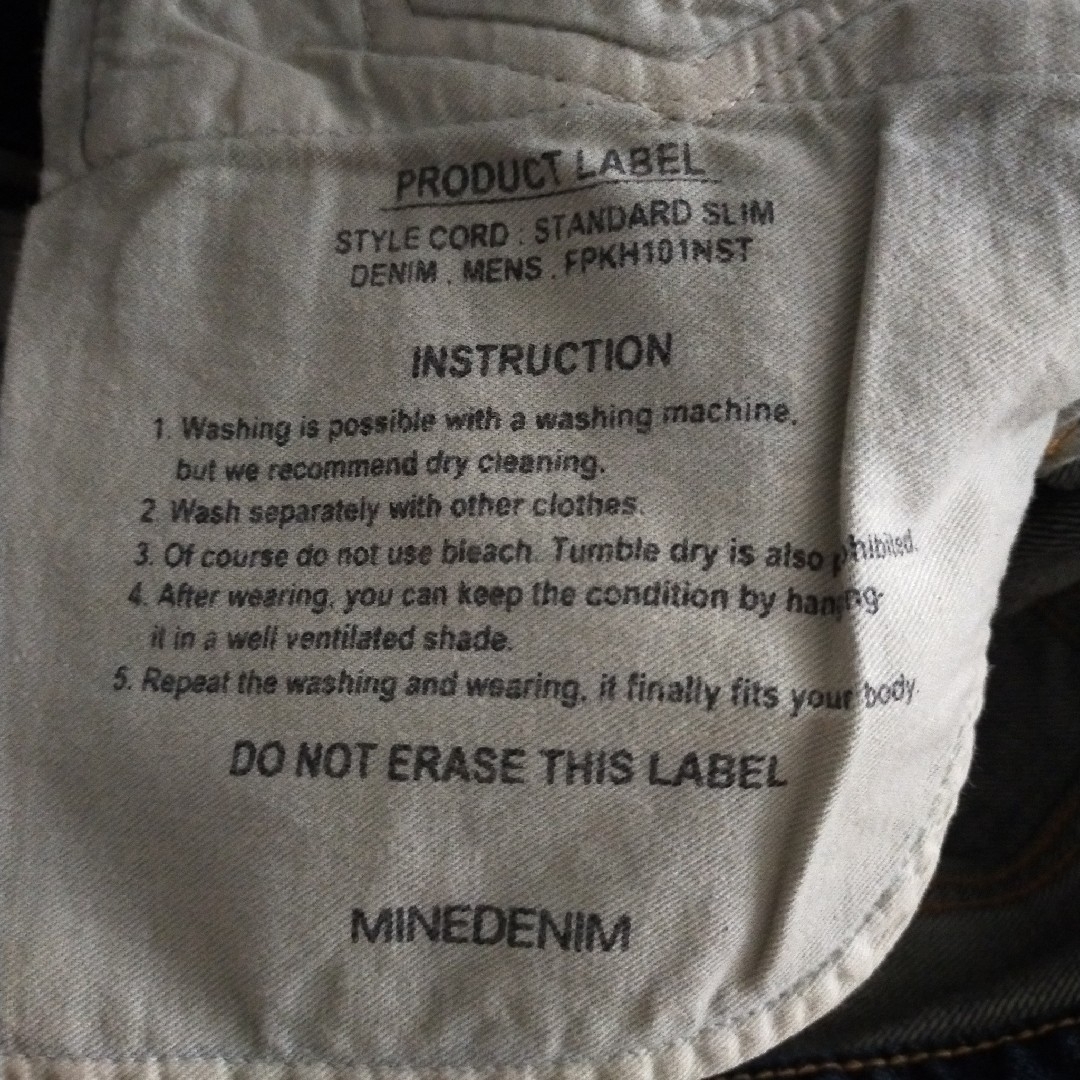 PRODUCT LABEL
STYLE CORD : STANDARD SLIM
DENIM . MENS . FPKH101NST
INSTRUCTION
1. Washing is possible with a washing machine,
but we recommend dry cleaning.
2. Wash separately with other clothes.
3. Of course do not use bleach. Tumble dry is also
4. After wearing, you can keep the condition by hanging
it in a well ventilated shade.
5. Repeat the washing and wearing, it finally fits your body.
DO NOT ERASE THIS LABEL
MINEDENIM